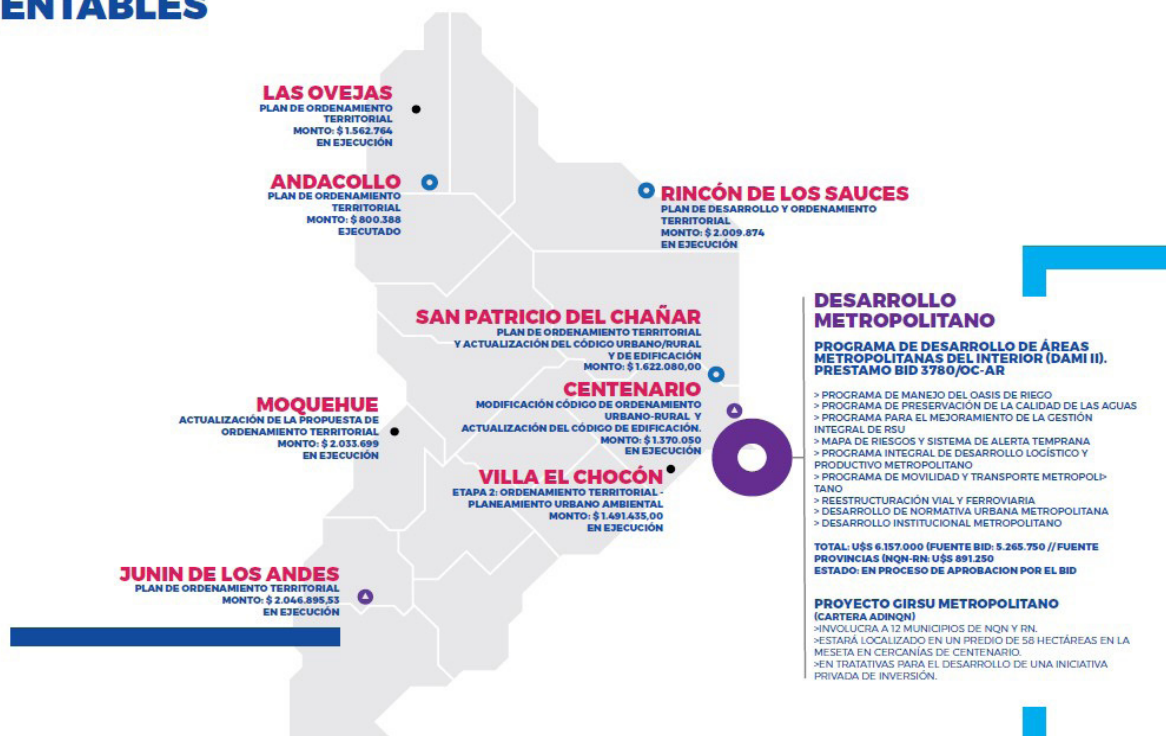 ENTABLES
LAS OVEJAS
PLAN DE ORDENAMIENTO
TERRITORIAL
MONTO: $ 1.562.764
EN EJECUCIÓN
ANDACOLLO
PLAN DE ORDENAMIENTO
TERRITORIAL
MONTO: $ 800.388
EJECUTADO
RINCÓN DE LOS SAUCES
PLAN DE DESARROLLO Y ORDENAMIENTO
TERRITORIAL
MONTO: $ 2.009.874
EN EJECUCIÓN
SAN PATRICIO DEL CHAÑAR
PLAN DE ORDENAMIENTO TERRITORIAL
Y ACTUALIZACIÓN DEL CÓDIGO URBANO/RURAL
Y DE EDIFICACIÓN
MONTO: $ 1.622.080,00
CENTENARIO
MODIFICACIÓN CÓDIGO DE ORDENAMIENTO
URBANO-RURAL Y
ACTUALIZACIÓN DEL CÓDIGO DE EDIFICACIÓN.
MONTO: $ 1.370.050
EN EJECUCIÓN
MOQUEHUE
ACTUALIZACIÓN DE LA PROPUESTA DE
ORDENAMIENTO TERRITORIAL
MONTO: $ 2.033.699
EN EJECUCIÓN
VILLA EL CHOCÓN
ETAPA 2: ORDENAMIENTO TERRITORIAL -
PLANEAMIENTO URBANO AMBIENTAL
MONTO: $ 1.491.435,00
EN EJECUCIÓN
JUNIN DE LOS ANDES
PLAN DE ORDENAMIENTO TERRITORIAL
MONTO: $ 2.046.895,53
EN EJECUCIÓN
DESARROLLO
METROPOLITANO
PROGRAMA DE DESARROLLO DE ÁREAS
METROPOLITANAS DEL INTERIOR (DAMI II).
PRESTAMO BID 3780/OC-AR
> PROGRAMA DE MANEJO DEL OASIS DE RIEGO
> PROGRAMA DE PRESERVACIÓN DE LA CALIDAD DE LAS AGUAS
> PROGRAMA PARA EL MEJORAMIENTO DE LA GESTIÓN
INTEGRAL DE RSU
> MAPA DE RIESGOS Y SISTEMA DE ALERTA TEMPRANA
> PROGRAMA INTEGRAL DE DESARROLLO LOGÍSTICO Y
PRODUCTIVO METROPOLITANO
> PROGRAMA DE MOVILIDAD Y TRANSPORTE METROPOLI>
TANO
> REESTRUCTURACIÓN VIAL Y FERROVIARIA
> DESARROLLO DE NORMATIVA URBANA METROPOLITANA
> DESARROLLO INSTITUCIONAL METROPOLITANO
TOTAL: U$S 6.157.000 (FUENTE BID: 5.265.750 // FUENTE
PROVINCIAS (NQN-RN: U$S 891.250
ESTADO: EN PROCESO DE APROBACION POR EL BID
PROYECTO GIRSU METROPOLITANO
(CARTERA ADINQN)
>INVOLUCRA A 12 MUNICIPIOS DE NQN Y RN.
>ESTARÁ LOCALIZADO EN UN PREDIO DE 58 HECTÁREAS EN LA
MESETA EN CERCANÍAS DE CENTENARIO.
>EN TRATATIVAS PARA EL DESARROLLO DE UNA INICIATIVA
PRIVADA DE INVERSIÓN.